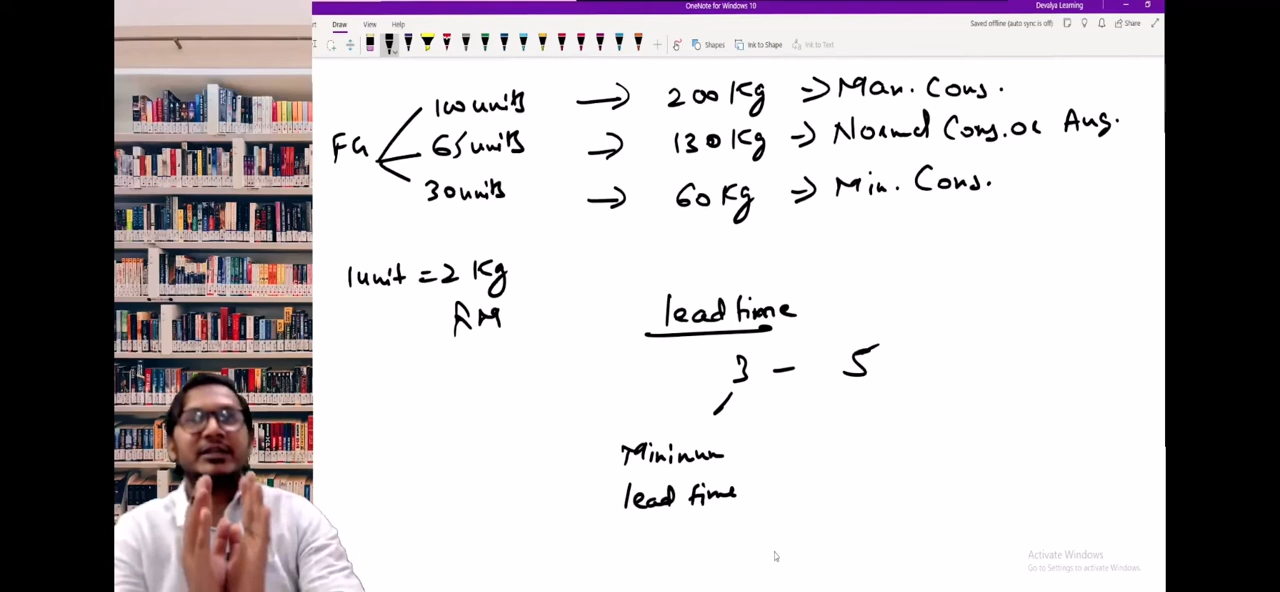 OneNote for Windows 10
Devalya Learning
Draw View Help
Saved offline (auto sync is off)
Share
Shapes
Ink to Shape
Ink to Text
100 units → 200 Kg ⇒ Max. Cons.
FG 65 units → 130 Kg ⇒ Normal Cons. or Avg.
30 units → 60 Kg ⇒ Min. Cons.
1 unit = 2 Kg
RM
lead time
3 - 5
Minimum
lead time
Activate Windows
Go to Settings to activate Windows.